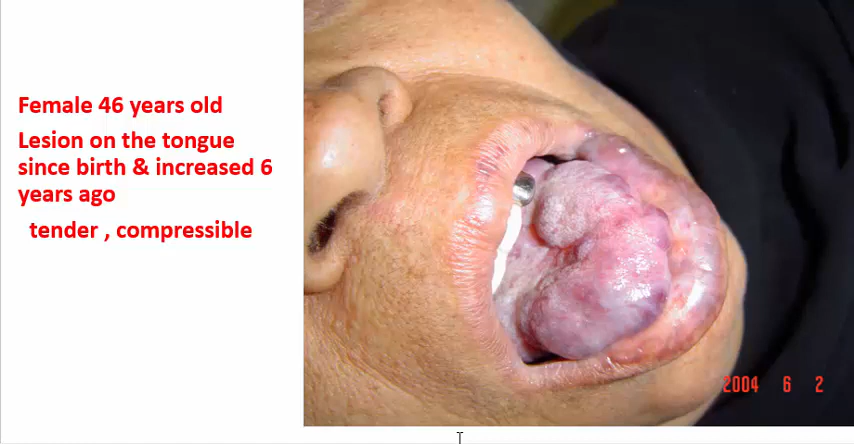 Female 46 years old
Lesion on the tongue
since birth & increased 6
years ago
tender , compressible
2004 6 2